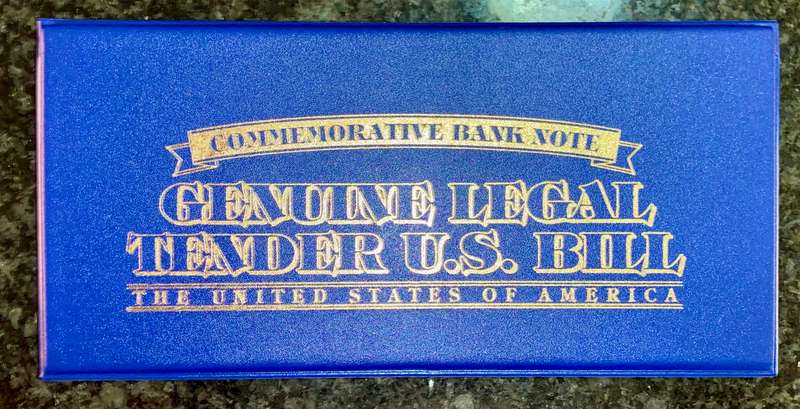 COMMEMORATIVE BANK NOTE
GENUINE LEGAL
TENDER U.S. BILL
THE UNITED STATES OF AMERICA